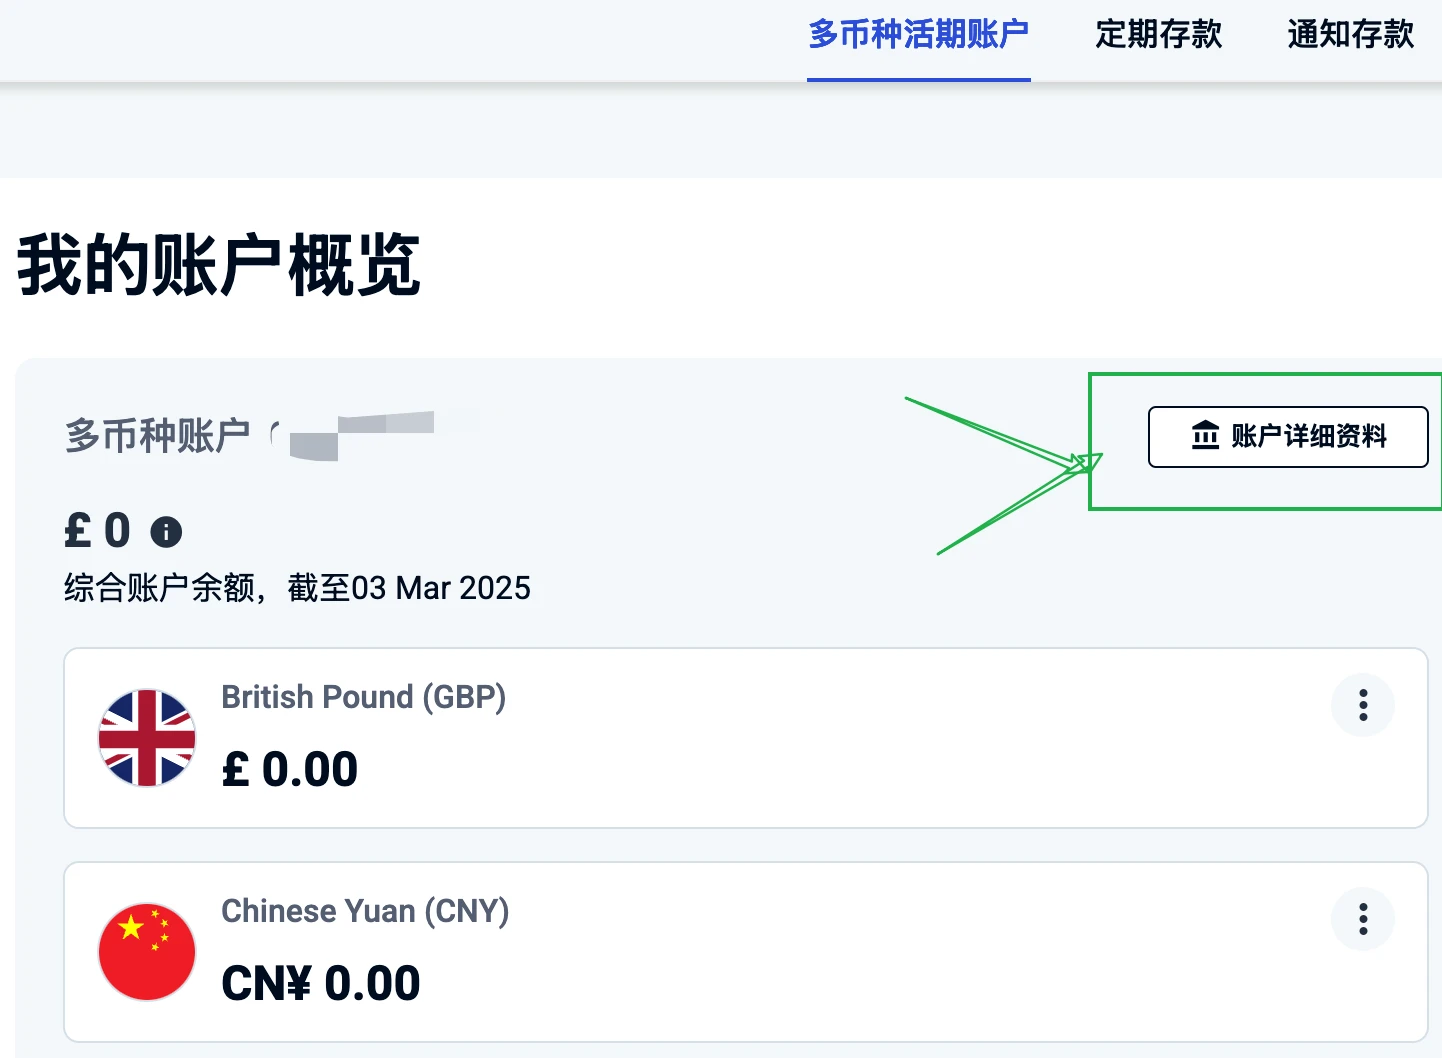 多币种活期账户 定期存款 通知存款
我的账户概览
多币种账户 (
账户详细资料
£ 0
综合账户余额，截至03 Mar 2025
British Pound (GBP)
£ 0.00
Chinese Yuan (CNY)
CN¥ 0.00